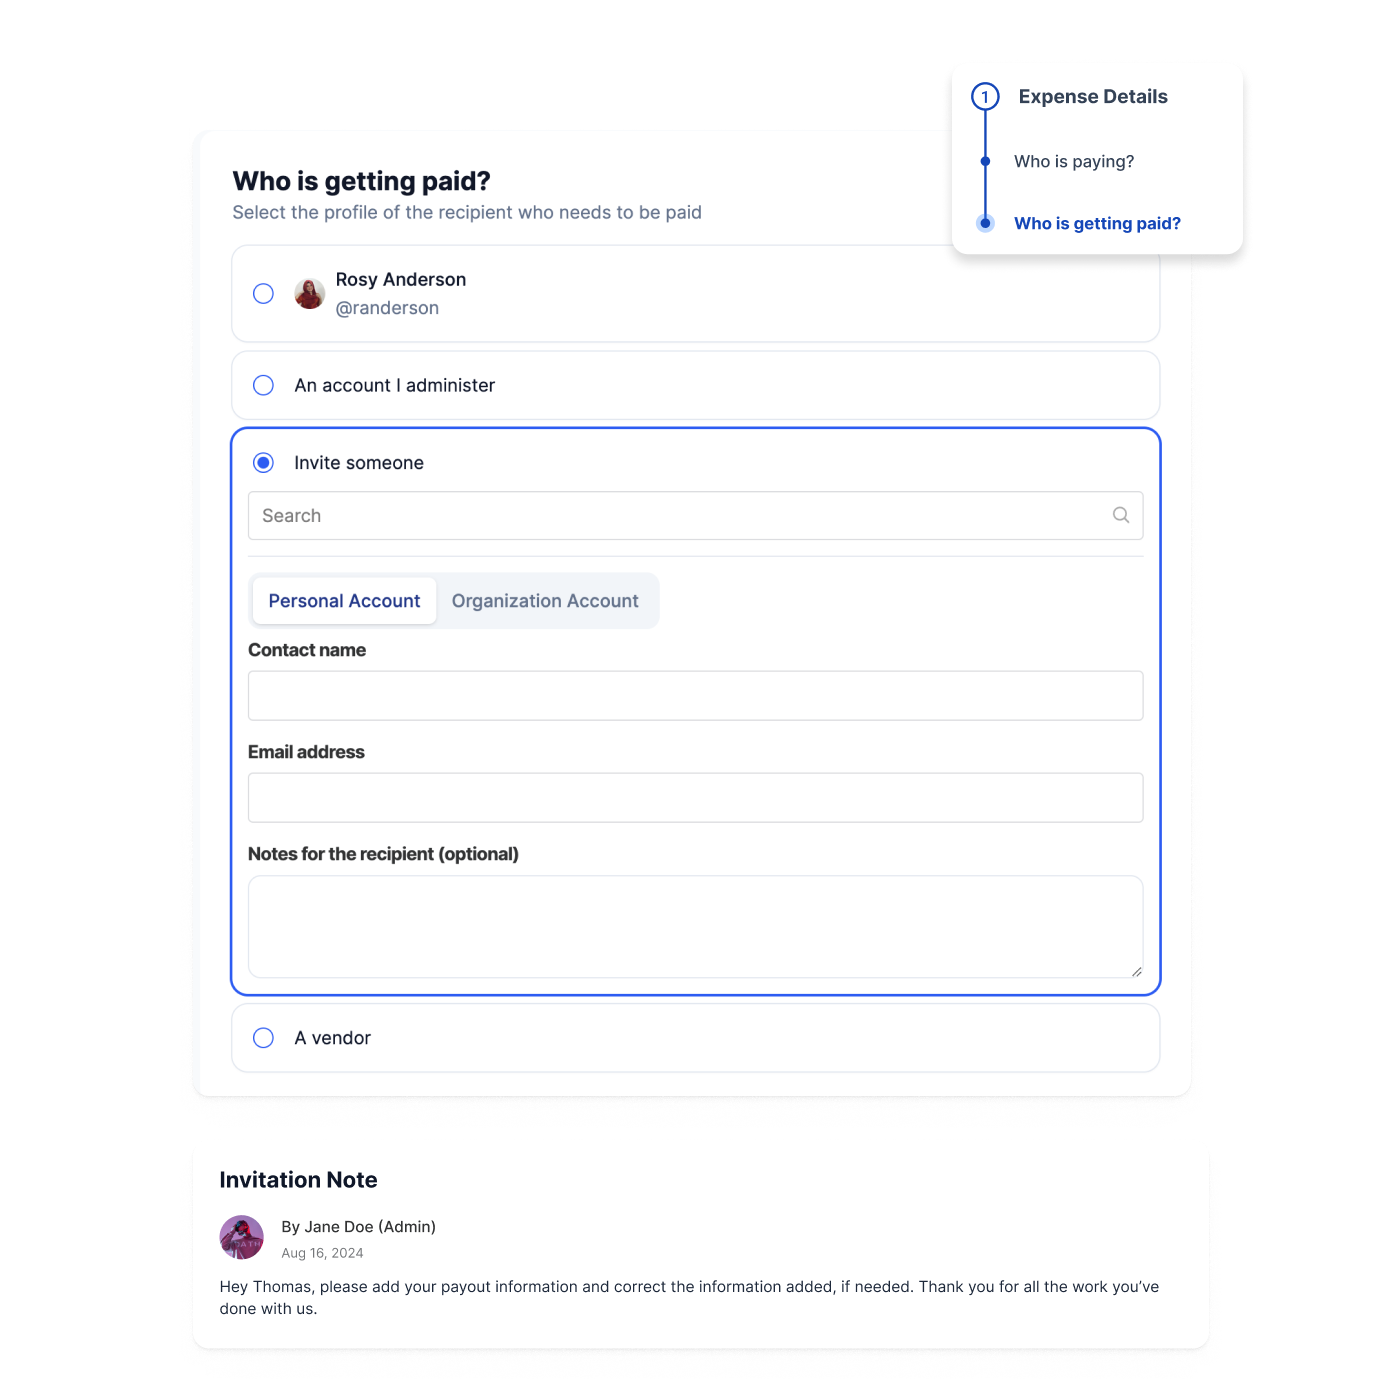 1 Expense Details
Who is paying?
Who is getting paid?
Who is getting paid?
Select the profile of the recipient who needs to be paid
Rosy Anderson
@randerson
An account I administer
Invite someone
Search
Personal Account Organization Account
Contact name
Email address
Notes for the recipient (optional)
A vendor
Invitation Note
By Jane Doe (Admin)
Aug 16, 2024
Hey Thomas, please add your payout information and correct the information added, if needed. Thank you for all the work you’ve
done with us.